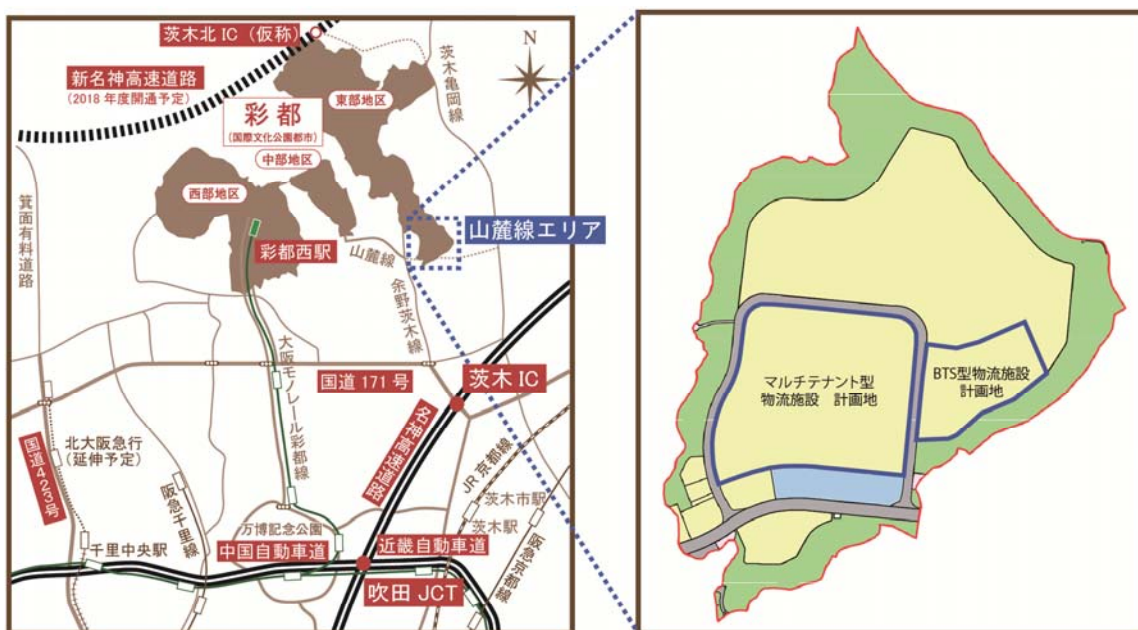 茨木北IC（仮称）
新名神高速道路
（2018年度開通予定）
N
茨木亀岡線
東部地区
彩都
（国際文化公園都市）
中部地区
西部地区
箕面有料道路
彩都西駅
山麓線
山麓線エリア
余野茨木線
大阪モノレール彩都線
国道171号
茨木IC
国道423号
北大阪急行
（延伸予定）
阪急千里線
名神高速道路
JR京都線
茨木市駅
茨木駅
万博記念公園
千里中央駅
中国自動車道
近畿自動車道
阪急京都線
吹田JCT
マルチテナント型
物流施設 計画地
BTS型物流施設
計画地